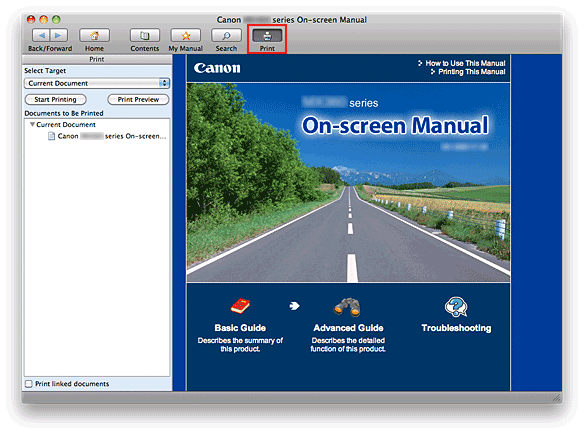 Canon series On-screen Manual
Back/Forward Home Contents My Manual Search Print
Print
Select Target
Current Document
Start Printing Print Preview
Documents to Be Printed
Current Document
Canon series On-screen...
Print linked documents
Canon
How to Use This Manual
Printing This Manual
series
On-screen Manual
Basic Guide
Describes the summary of
this product.
Advanced Guide
Describes the detailed
function of this product.
Troubleshooting